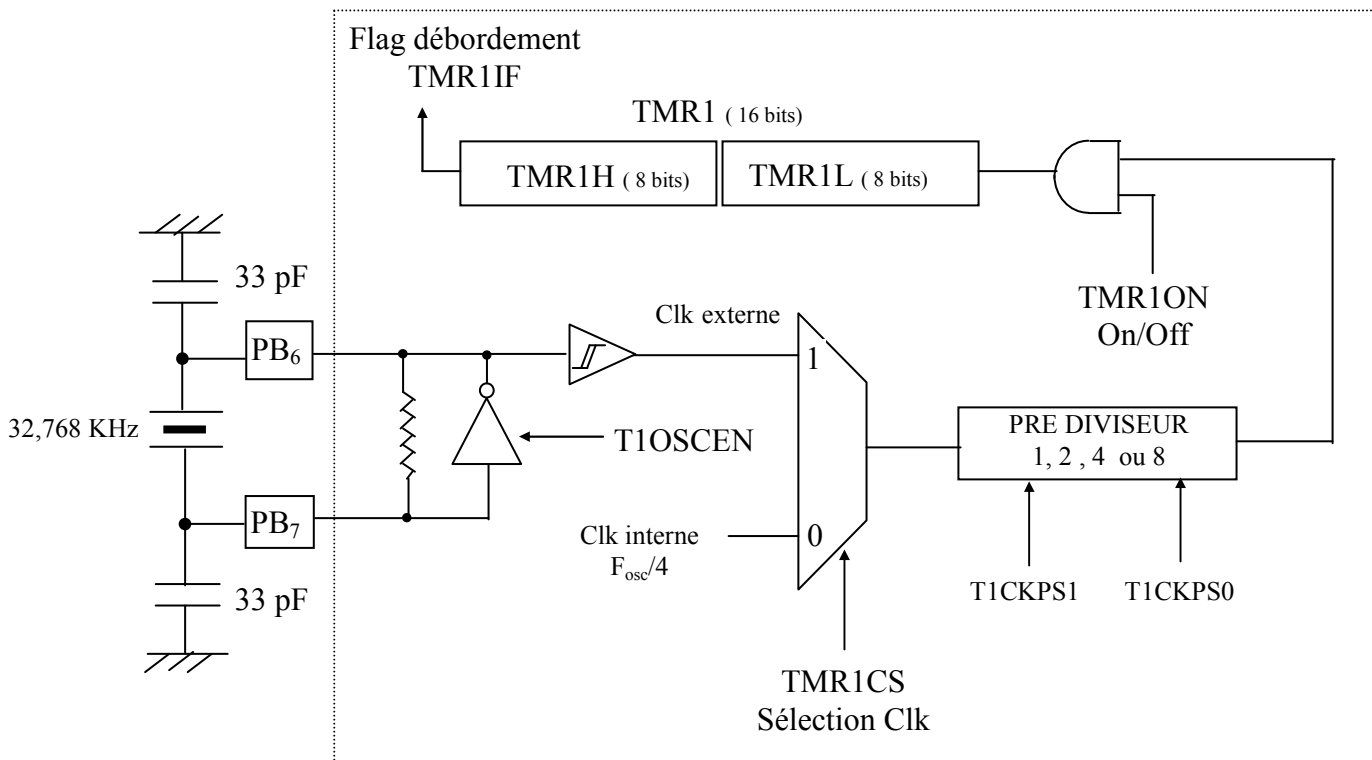 Flag débordement
TMR1IF
TMR1 ( 16 bits)
TMR1H ( 8 bits)
TMR1L ( 8 bits)
33 pF
TMR1ON
On/Off
Clk externe
PB6
1
32,768 KHz
T1OSCEN
PRE DIVISEUR
1, 2 , 4 ou 8
PB7
Clk interne
Fosc/4
0
33 pF
T1CKPS1
T1CKPS0
TMR1CS
Sélection Clk